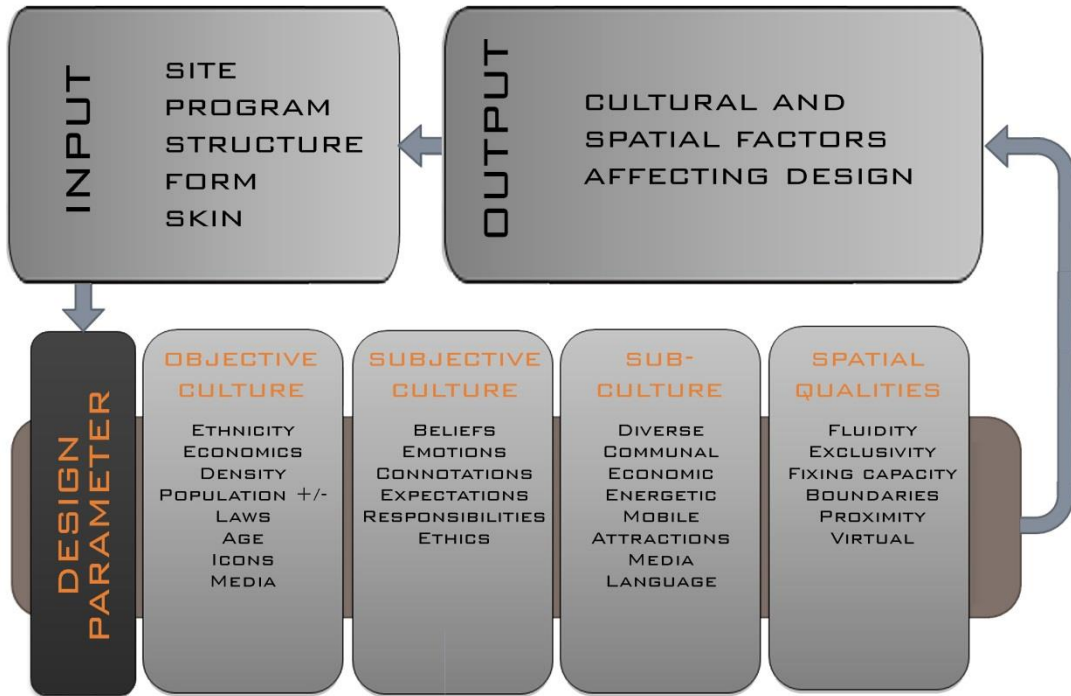 INPUT
SITE
PROGRAM
STRUCTURE
FORM
SKIN
OUTPUT
CULTURAL AND
SPATIAL FACTORS
AFFECTING DESIGN
DESIGN
PARAMETER
OBJECTIVE
CULTURE
ETHNICITY
ECONOMICS
DENSITY
POPULATION +/-
LAWS
AGE
ICONS
MEDIA
SUBJECTIVE
CULTURE
BELIEFS
EMOTIONS
CONNOTATIONS
EXPECTATIONS
RESPONSIBILITIES
ETHICS
SUB-
CULTURE
DIVERSE
COMMUNAL
ECONOMIC
ENERGETIC
MOBILE
ATTRACTIONS
MEDIA
LANGUAGE
SPATIAL
QUALITIES
FLUIDITY
EXCLUSIVITY
FIXING CAPACITY
BOUNDARIES
PROXIMITY
VIRTUAL